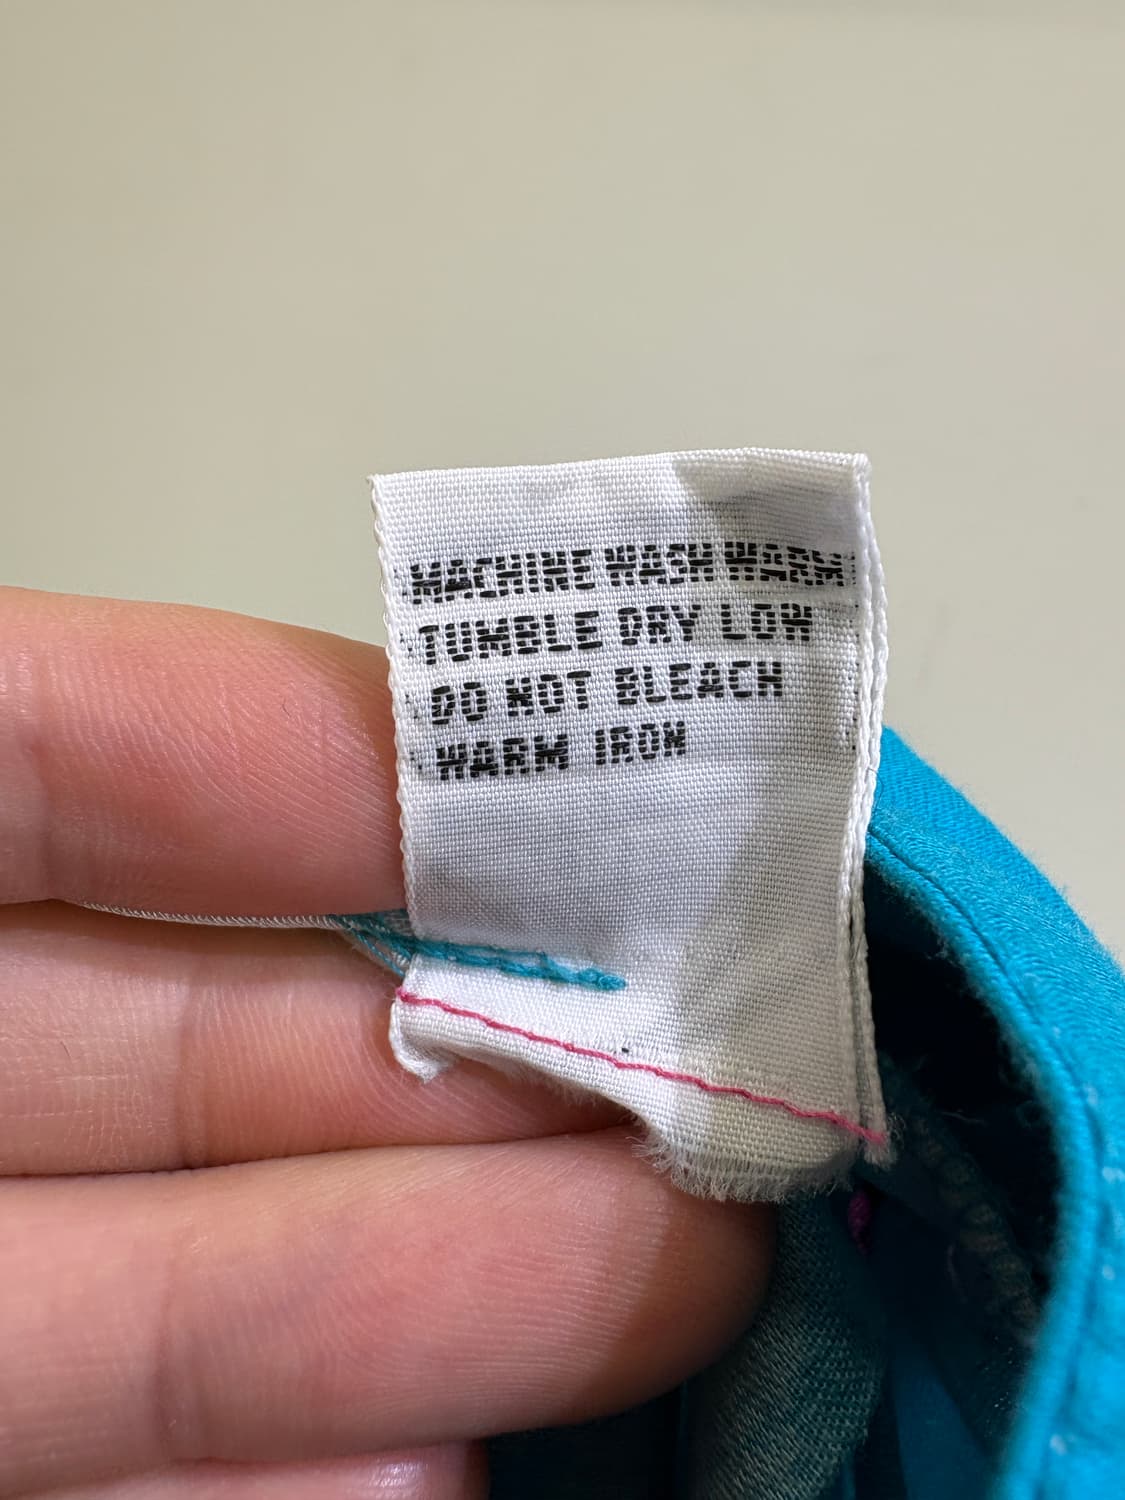 MACHINE WASH WARM
TUMBLE DRY LOW
DO NOT BLEACH
WARM IRON